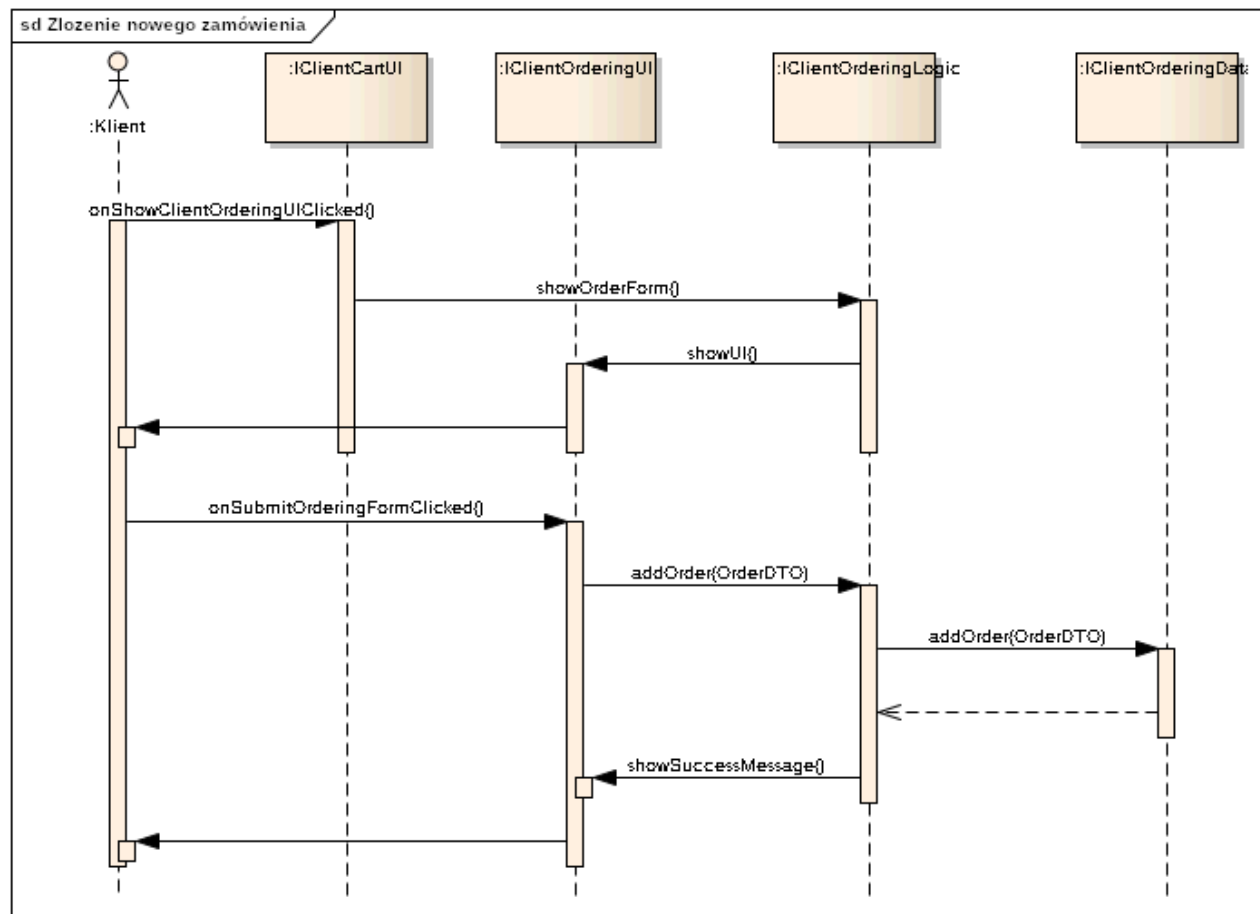 sd Zlozenie nowego zamówienia
:Klient
:IClientCartUI
:IClientOrderingUI
:IClientOrderingLogic
:IClientOrderingData
onShowClientOrderingUIClicked()
showOrderForm()
showUI()
onSubmitOrderingFormClicked()
addOrder(OrderDTO)
addOrder(OrderDTO)
showSuccessMessage()